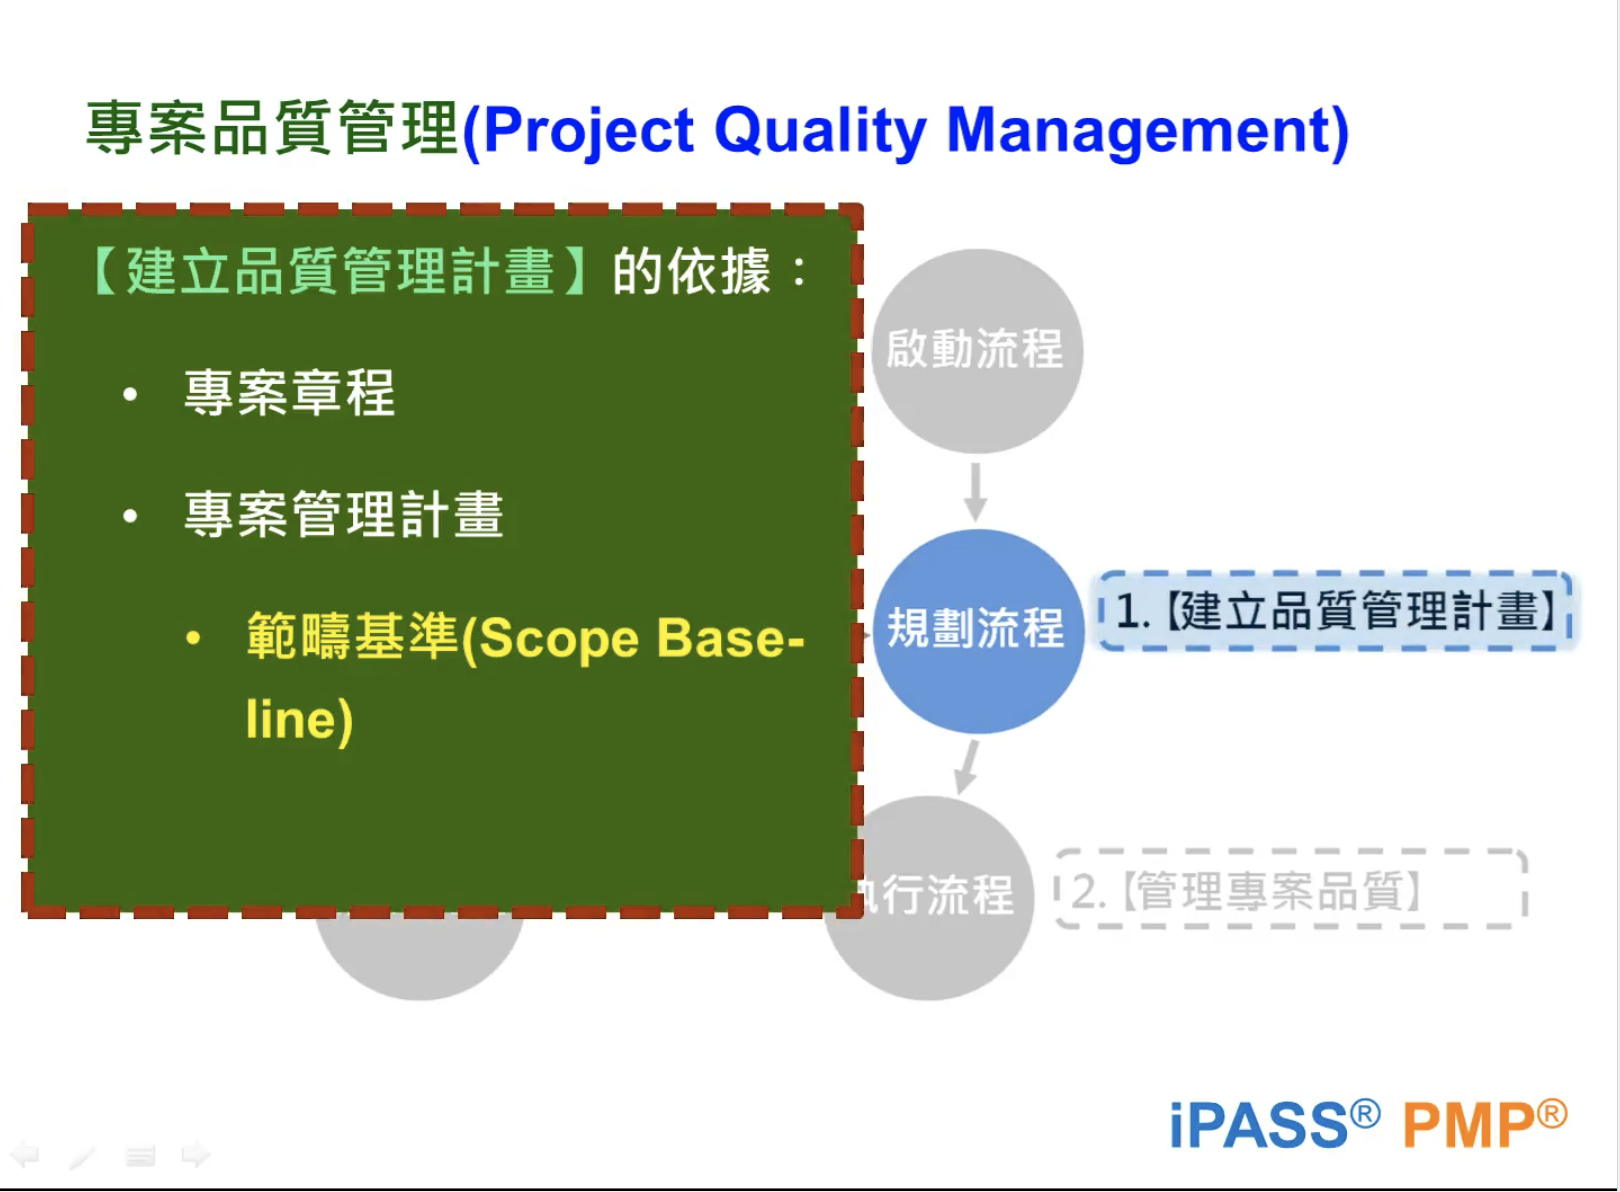 專案品質管理(Project Quality Management)
【建立品質管理計畫】的依據：
• 專案章程
• 專案管理計畫
• 範疇基準(Scope Base-
line)
啟動流程
規劃流程
1.【建立品質管理計畫】
行流程
2.【管理專案品質】
iPASS® PMP®